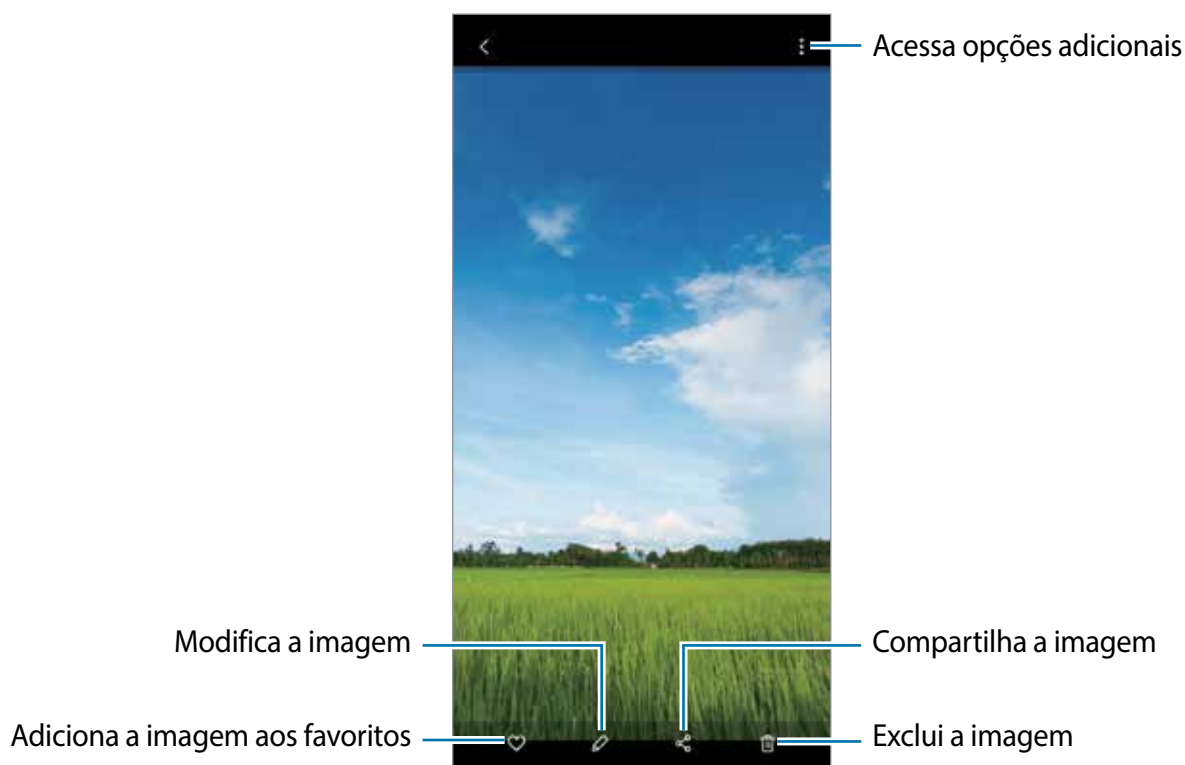 Acessa opções adicionais
Modifica a imagem
Compartilha a imagem
Adiciona a imagem aos favoritos
Exclui a imagem